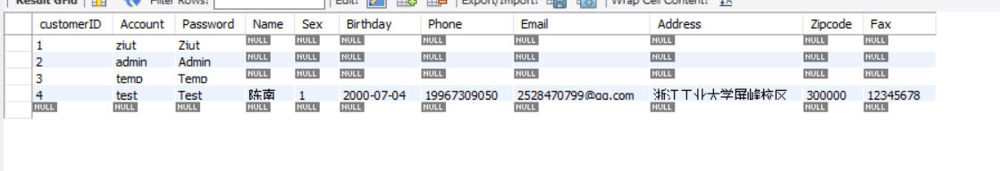 Result Grid Filter Rows: Edit: Export/Import: Wrap Cell Content: IA
customerID Account Password Name Sex Birthday Phone Email Address Zipcode Fax
1 ziut Ziut NULL NULL NULL NULL NULL NULL NULL NULL
2 admin Admin NULL NULL NULL NULL NULL NULL NULL NULL
3 temp Temp NULL NULL NULL NULL NULL NULL NULL NULL
4 test Test 陈南 1 2000-07-04 19967309050 2528470799@qq.com 浙江工业大学屏峰校区 300000 12345678
NULL NULL NULL NULL NULL NULL NULL NULL NULL NULL NULL